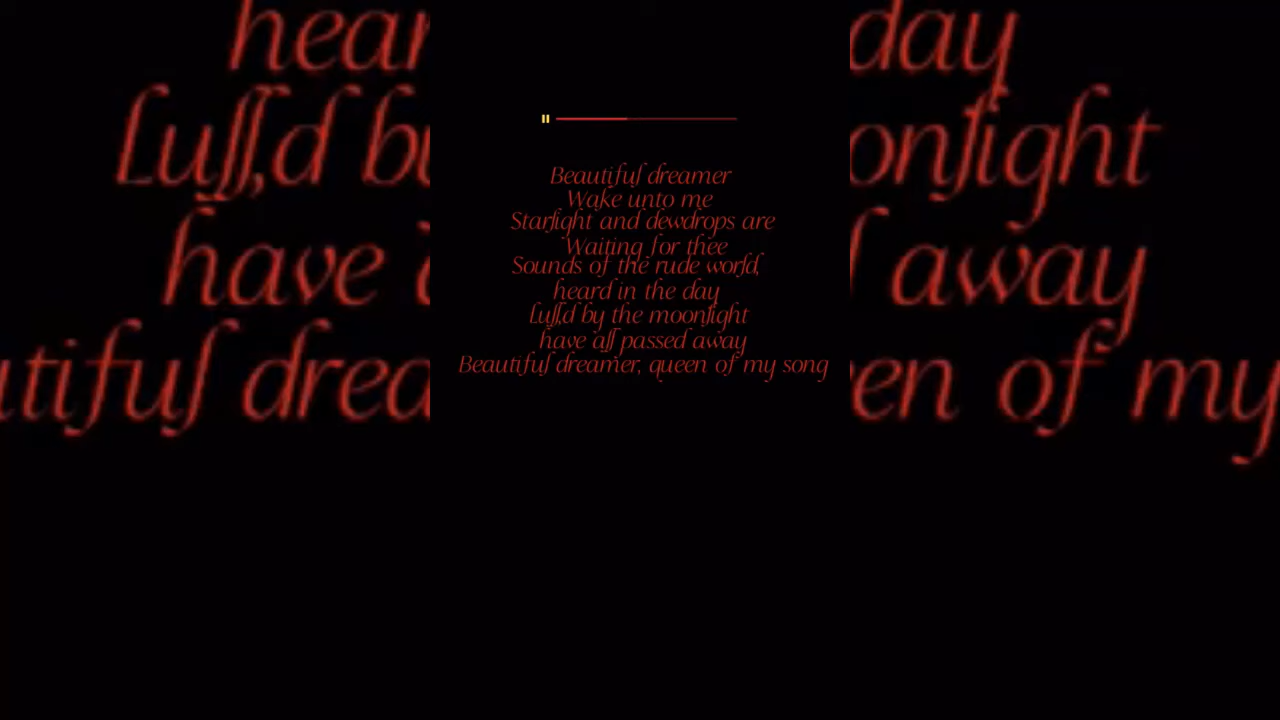 Beautiful dreamer
Wake unto me
Starlight and dewdrops are
Waiting for thee
Sounds of the rude world,
heard in the day
Lull,d by the moonlight
have all passed away
Beautiful dreamer, queen of my song